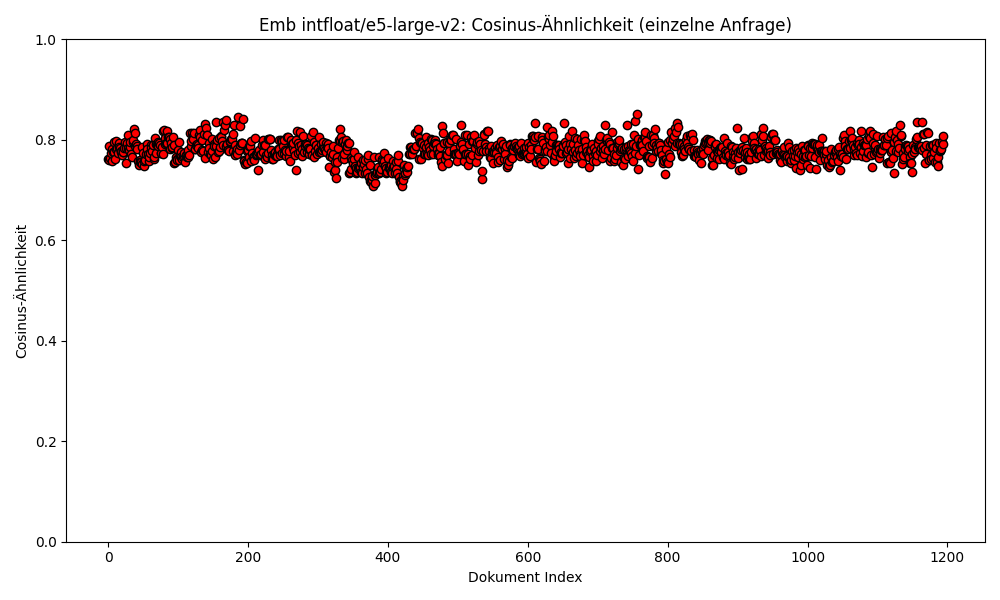 Emb intfloat/e5-large-v2: Cosinus-Ähnlichkeit (einzelne Anfrage)
1.0
0.8
0.6
0.4
0.2
0.0
Cosinus-Ähnlichkeit
0 200 400 600 800 1000 1200
Dokument Index